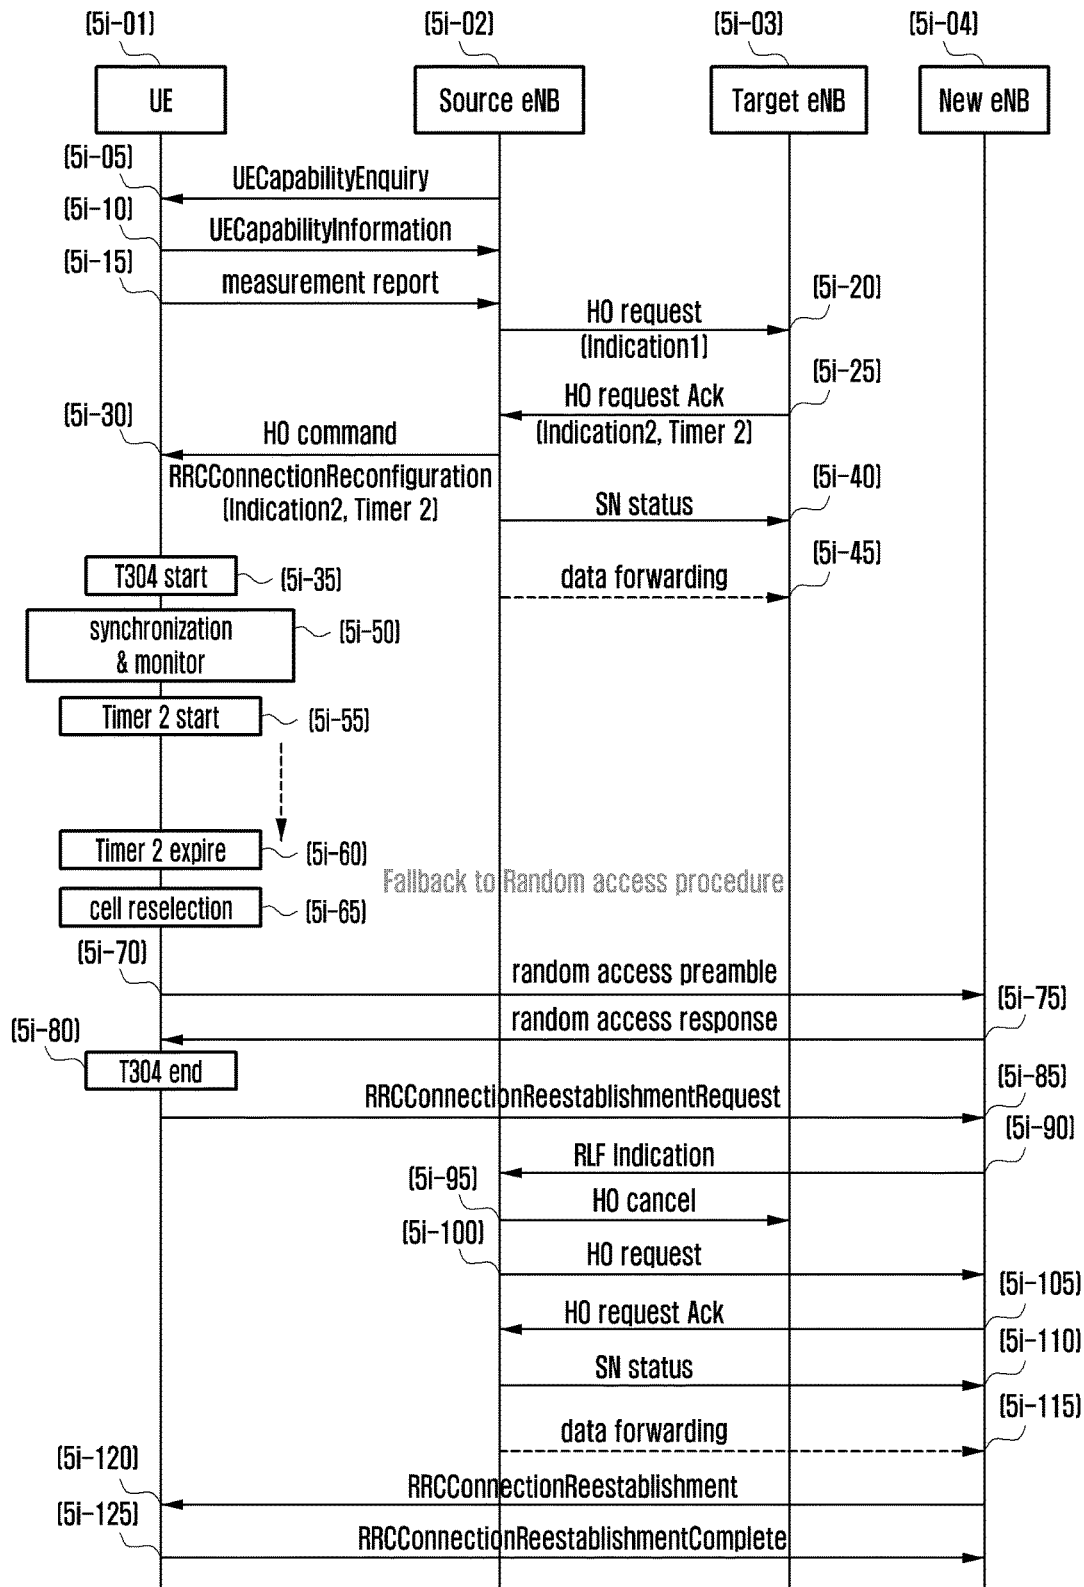 (5i-01)
(5i-02)
(5i-03)
(5i-04)
UE
Source eNB
Target eNB
New eNB
(5i-05)
UECapabilityEnquiry
(5i-10)
UECapabilityInformation
(5i-15)
measurement report
(5i-20)
HO request
(Indication1)
(5i-25)
HO request Ack
(Indication2, Timer 2)
(5i-30)
HO command
RRCConnectionReconfiguration
(Indication2, Timer 2)
(5i-40)
SN status
(5i-45)
data forwarding
T304 start
(5i-35)
synchronization
& monitor
(5i-50)
Timer 2 start
(5i-55)
Timer 2 expire
(5i-60)
Fallback to Random access procedure
cell reselection
(5i-65)
(5i-70)
random access preamble
(5i-75)
random access response
(5i-80)
T304 end
(5i-85)
RRCConnectionReestablishmentRequest
(5i-90)
RLF Indication
(5i-95)
HO cancel
(5i-100)
HO request
(5i-105)
HO request Ack
(5i-110)
SN status
(5i-115)
data forwarding
(5i-120)
RRCConnectionReestablishment
(5i-125)
RRCConnectionReestablishmentComplete